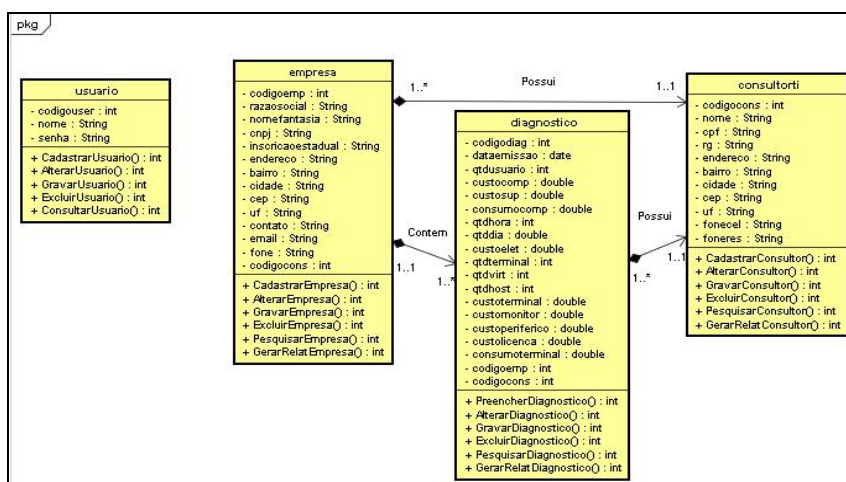 pkg
usuario
- codigouser : int
- nome : String
- senha : String
+ CadastrarUsuario() : int
+ AlterarUsuario() : int
+ GravarUsuario() : int
+ ExcluirUsuario() : int
+ ConsultarUsuario() : int
empresa
- codigoemp : int
- razaosocial : String
- nomefantasia : String
- cnpj : String
- inscricaoestadual : String
- endereco : String
- bairro : String
- cidade : String
- cep : String
- uf : String
- contato : String
- email : String
- fone : String
- codigocons : int
+ CadastrarEmpresa() : int
+ AlterarEmpresa() : int
+ GravarEmpresa() : int
+ ExcluirEmpresa() : int
+ PesquisarEmpresa() : int
+ GerarRelatEmpresa() : int
1..*
Possui
1..1
Contem
1..1
1..*
diagnostico
- codigodiag : int
- dataemissao : date
- qtdusuario : int
- custocomp : double
- custosup : double
- consumocomp : double
- qtdhora : int
- qtddia : double
- custoelet : double
- qtdterminal : int
- qtdvirt : int
- qtdhost : int
- custoterminal : double
- customonitor : double
- custoperiferico : double
- custolicenca : double
- consumoterminal : double
- codigoemp : int
- codigocons : int
+ PreencherDiagnostico() : int
+ AlterarDiagnostico() : int
+ GravarDiagnostico() : int
+ ExcluirDiagnostico() : int
+ PesquisarDiagnostico() : int
+ GerarRelatDiagnostico() : int
Possui
1..*
1..1
consultorti
- codigocons : int
- nome : String
- cpf : String
- rg : String
- endereco : String
- bairro : String
- cidade : String
- cep : String
- uf : String
- fonecel : String
- foneres : String
+ CadastrarConsultor() : int
+ AlterarConsultor() : int
+ GravarConsultor() : int
+ ExcluirConsultor() : int
+ PesquisarConsultor() : int
+ GerarRelatConsultor() : int